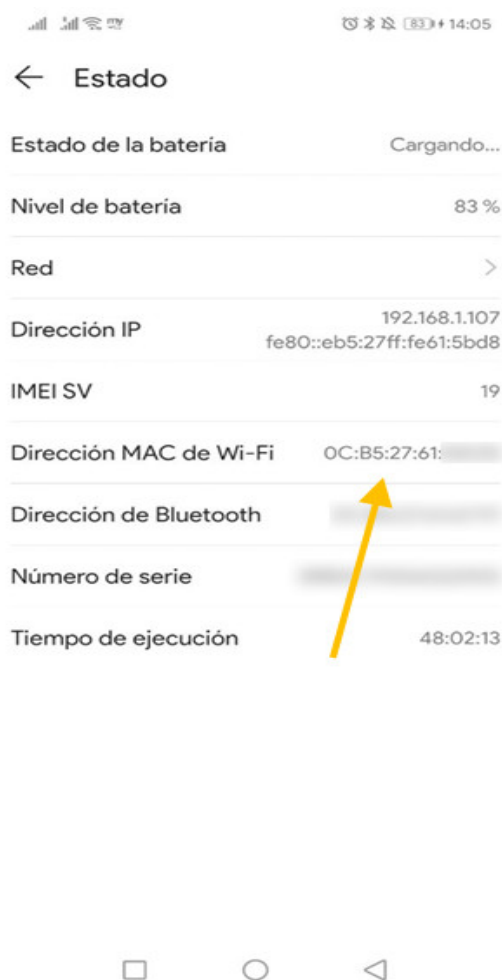 83 14:05
Estado
Estado de la batería Cargando...
Nivel de batería 83 %
Red
Dirección IP 192.168.1.107
fe80::eb5:27ff:fe61:5bd8
IMEI SV 19
Dirección MAC de Wi-Fi 0C:B5:27:61:
Dirección de Bluetooth
Número de serie
Tiempo de ejecución 48:02:13